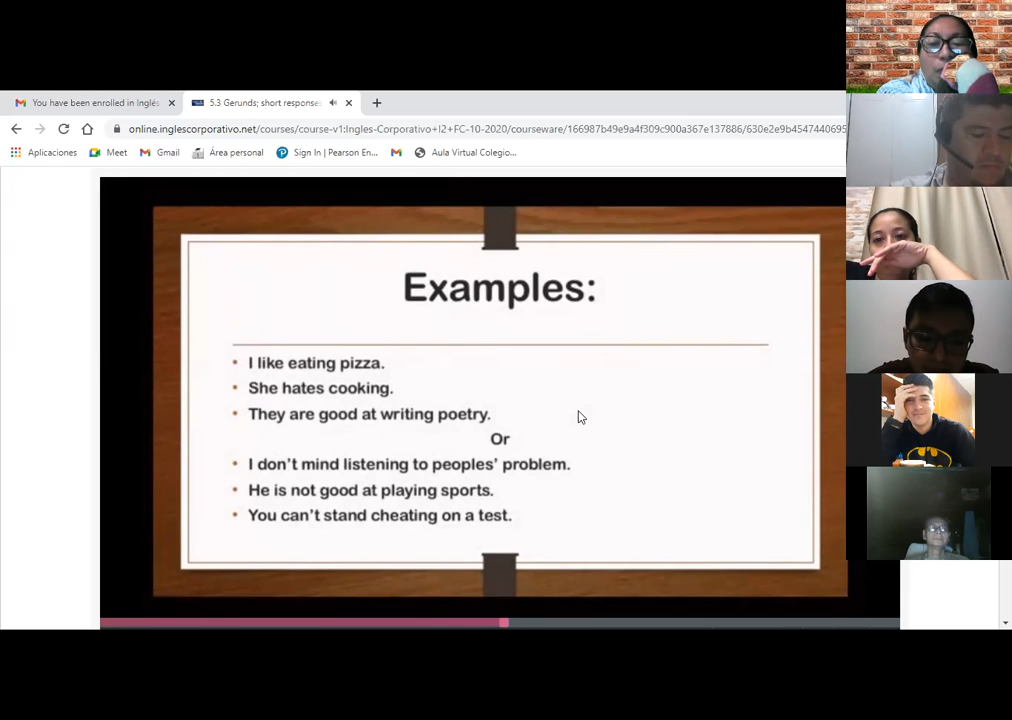 You have been enrolled in Inglés
5.3 Gerunds; short responses
online.inglescorporativo.net/courses/course-v1:Ingles-Corporativo+I2+FC-10-2020/courseware/166987b49e9a4f309c900a367e137886/630e2e9b4547440695
Aplicaciones Meet Gmail Área personal Sign In | Pearson En... Aula Virtual Colegio...
Examples:
• I like eating pizza.
• She hates cooking.
• They are good at writing poetry.
Or
• I don't mind listening to peoples' problem.
• He is not good at playing sports.
• You can't stand cheating on a test.